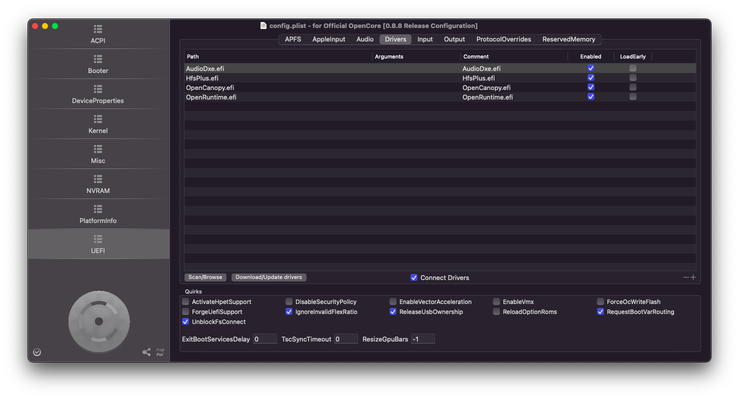 config.plist - for Official OpenCore [0.8.8 Release Configuration]
ACPI
Booter
DeviceProperties
Kernel
Misc
NVRAM
PlatformInfo
UEFI
APFS AppleInput Audio Drivers Input Output ProtocolOverrides ReservedMemory
Path Arguments Comment Enabled LoadEarly
AudioDxe.efi AudioDxe.efi
HfsPlus.efi HfsPlus.efi
OpenCanopy.efi OpenCanopy.efi
OpenRuntime.efi OpenRuntime.efi
Scan/Browse Download/Update drivers Connect Drivers
Quirks
ActivateHpetSupport DisableSecurityPolicy EnableVectorAcceleration EnableVmx ForceOcWriteFlash
ForgeUefiSupport IgnoreInvalidFlexRatio ReleaseUsbOwnership ReloadOptionRoms RequestBootVarRouting
UnblockFsConnect
ExitBootServicesDelay 0 TscSyncTimeout 0 ResizeGpuBars -1